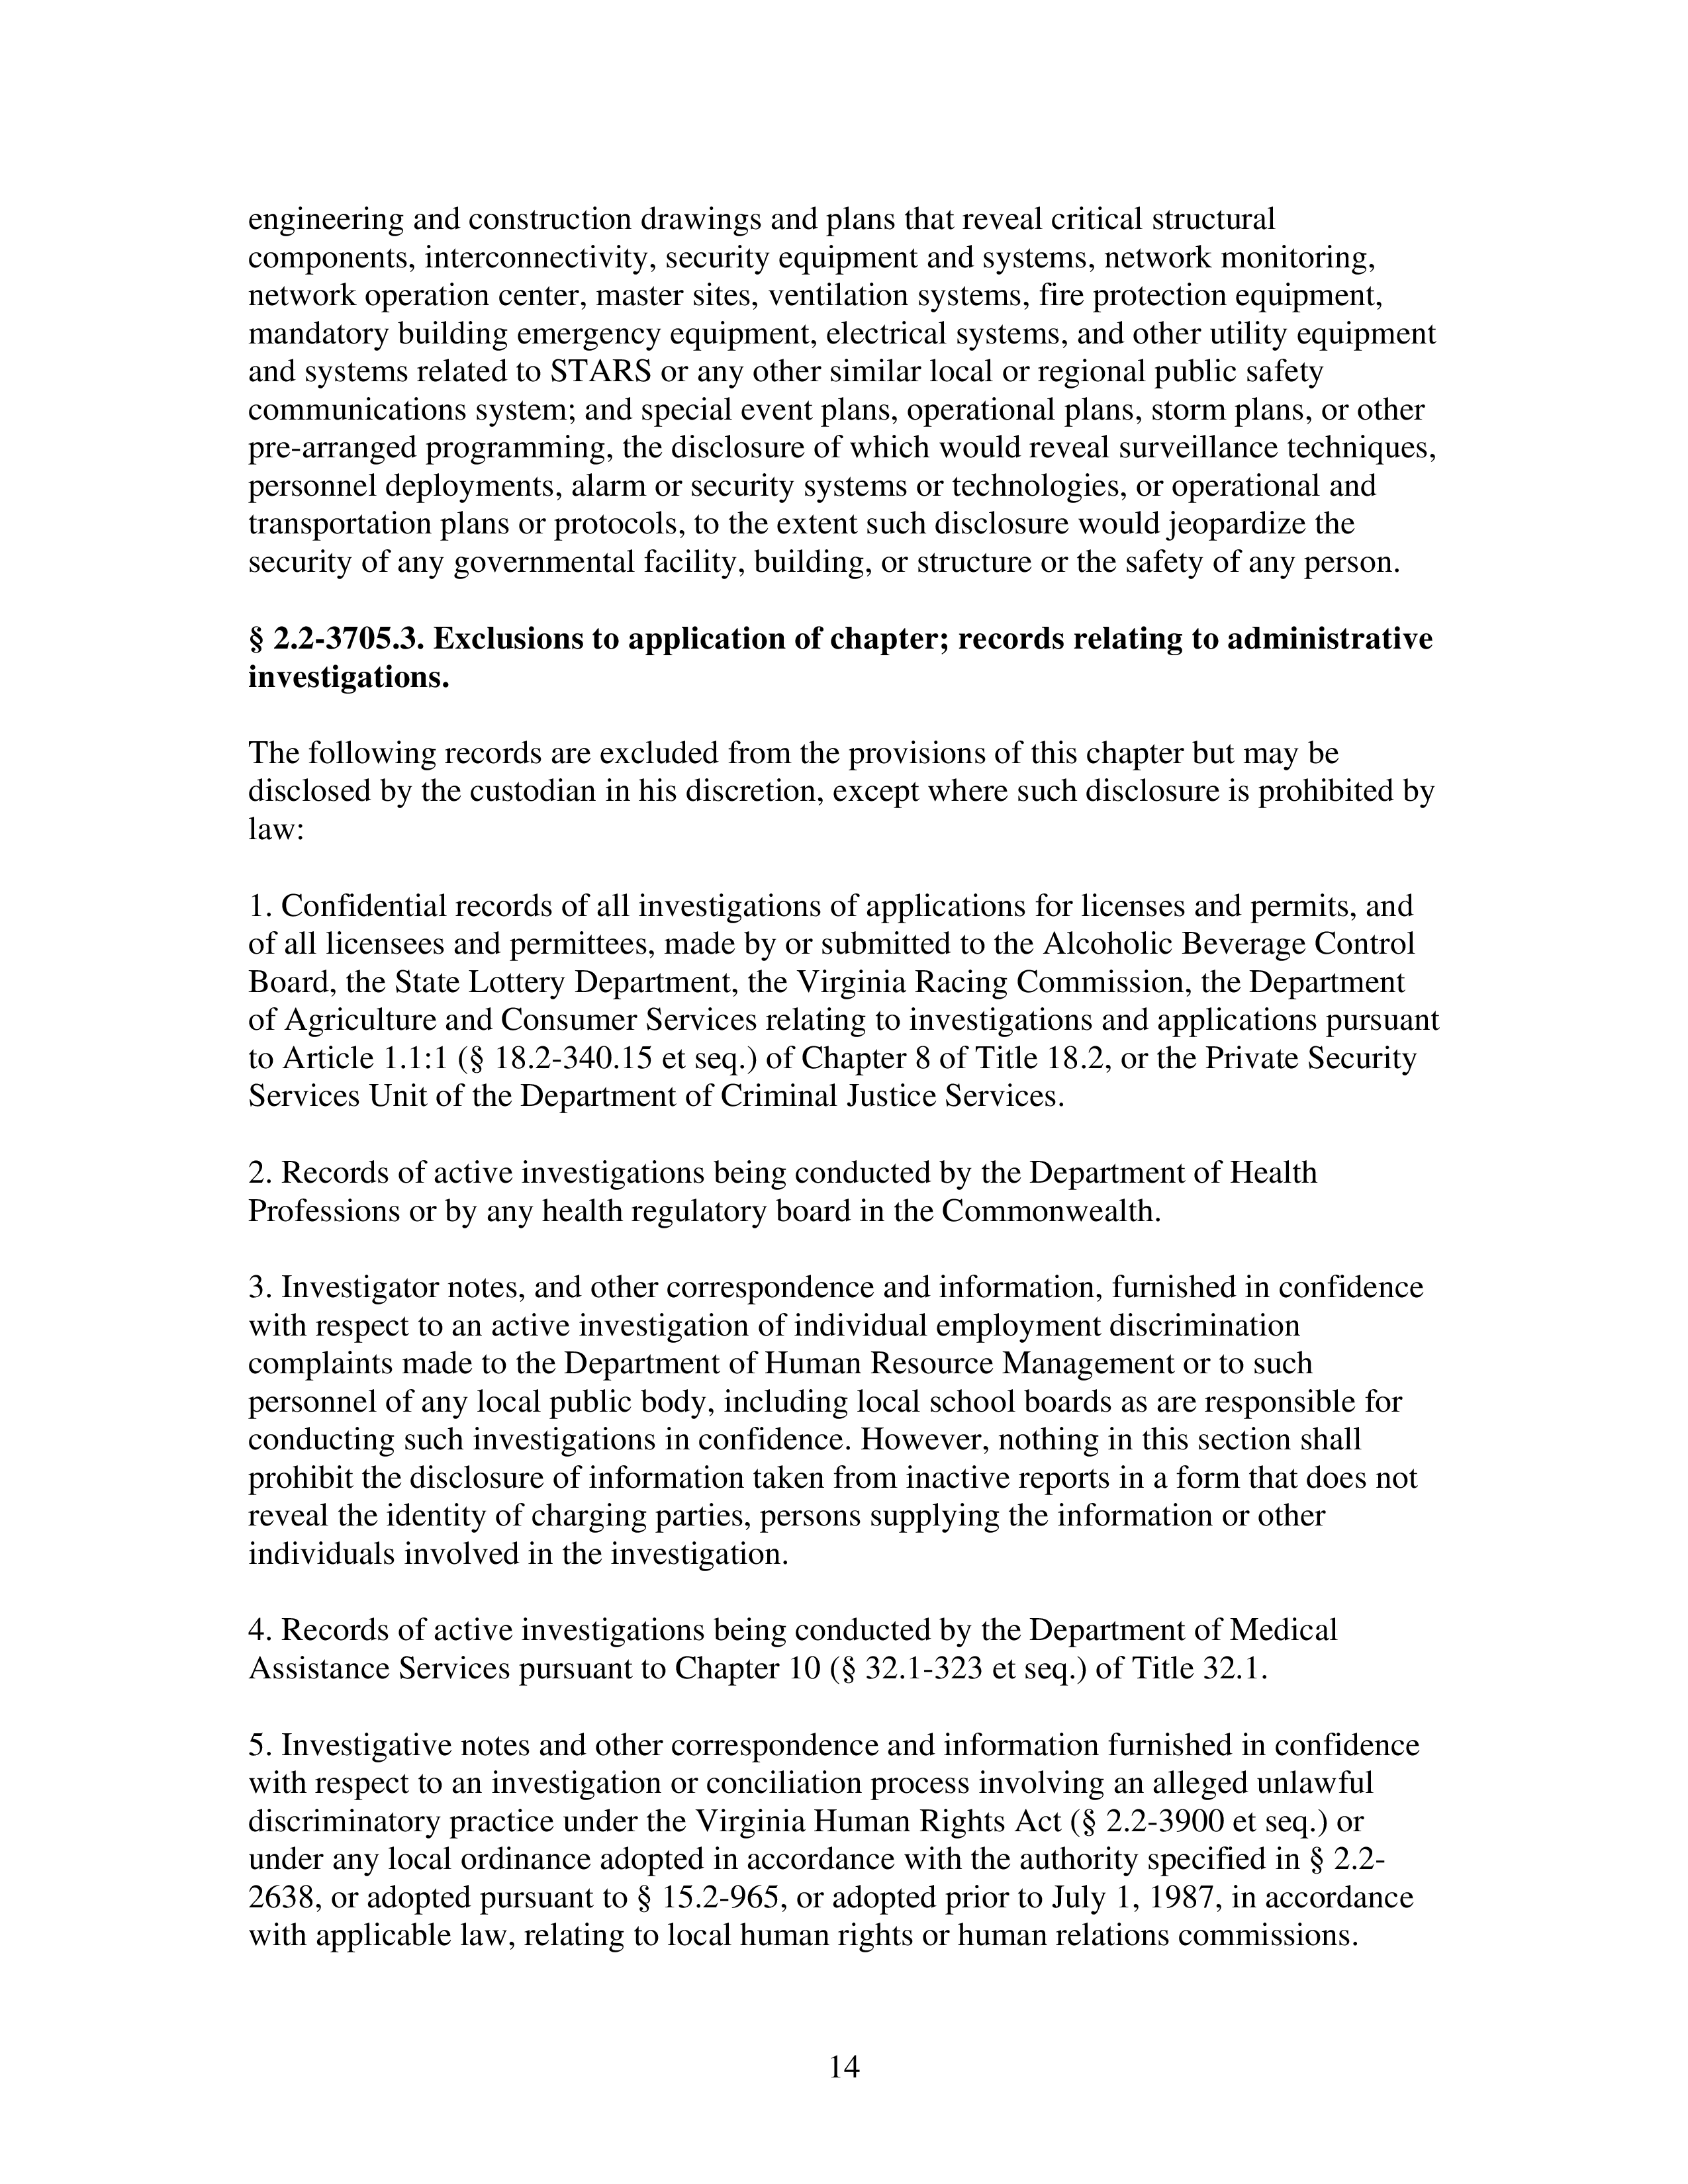 engineering and construction drawings and plans that reveal critical structural
components, interconnectivity, security equipment and systems, network monitoring,
network operation center, master sites, ventilation systems, fire protection equipment,
mandatory building emergency equipment, electrical systems, and other utility equipment
and systems related to STARS or any other similar local or regional public safety
communications system; and special event plans, operational plans, storm plans, or other
pre-arranged programming, the disclosure of which would reveal surveillance techniques,
personnel deployments, alarm or security systems or technologies, or operational and
transportation plans or protocols, to the extent such disclosure would jeopardize the
security of any governmental facility, building, or structure or the safety of any person.
§ 2.2-3705.3. Exclusions to application of chapter; records relating to administrative
investigations.
The following records are excluded from the provisions of this chapter but may be
disclosed by the custodian in his discretion, except where such disclosure is prohibited by
law:
1. Confidential records of all investigations of applications for licenses and permits, and
of all licensees and permittees, made by or submitted to the Alcoholic Beverage Control
Board, the State Lottery Department, the Virginia Racing Commission, the Department
of Agriculture and Consumer Services relating to investigations and applications pursuant
to Article 1.1:1 (§ 18.2-340.15 et seq.) of Chapter 8 of Title 18.2, or the Private Security
Services Unit of the Department of Criminal Justice Services.
2. Records of active investigations being conducted by the Department of Health
Professions or by any health regulatory board in the Commonwealth.
3. Investigator notes, and other correspondence and information, furnished in confidence
with respect to an active investigation of individual employment discrimination
complaints made to the Department of Human Resource Management or to such
personnel of any local public body, including local school boards as are responsible for
conducting such investigations in confidence. However, nothing in this section shall
prohibit the disclosure of information taken from inactive reports in a form that does not
reveal the identity of charging parties, persons supplying the information or other
individuals involved in the investigation.
4. Records of active investigations being conducted by the Department of Medical
Assistance Services pursuant to Chapter 10 (§ 32.1-323 et seq.) of Title 32.1.
5. Investigative notes and other correspondence and information furnished in confidence
with respect to an investigation or conciliation process involving an alleged unlawful
discriminatory practice under the Virginia Human Rights Act (§ 2.2-3900 et seq.) or
under any local ordinance adopted in accordance with the authority specified in § 2.2-
2638, or adopted pursuant to § 15.2-965, or adopted prior to July 1, 1987, in accordance
with applicable law, relating to local human rights or human relations commissions.
14